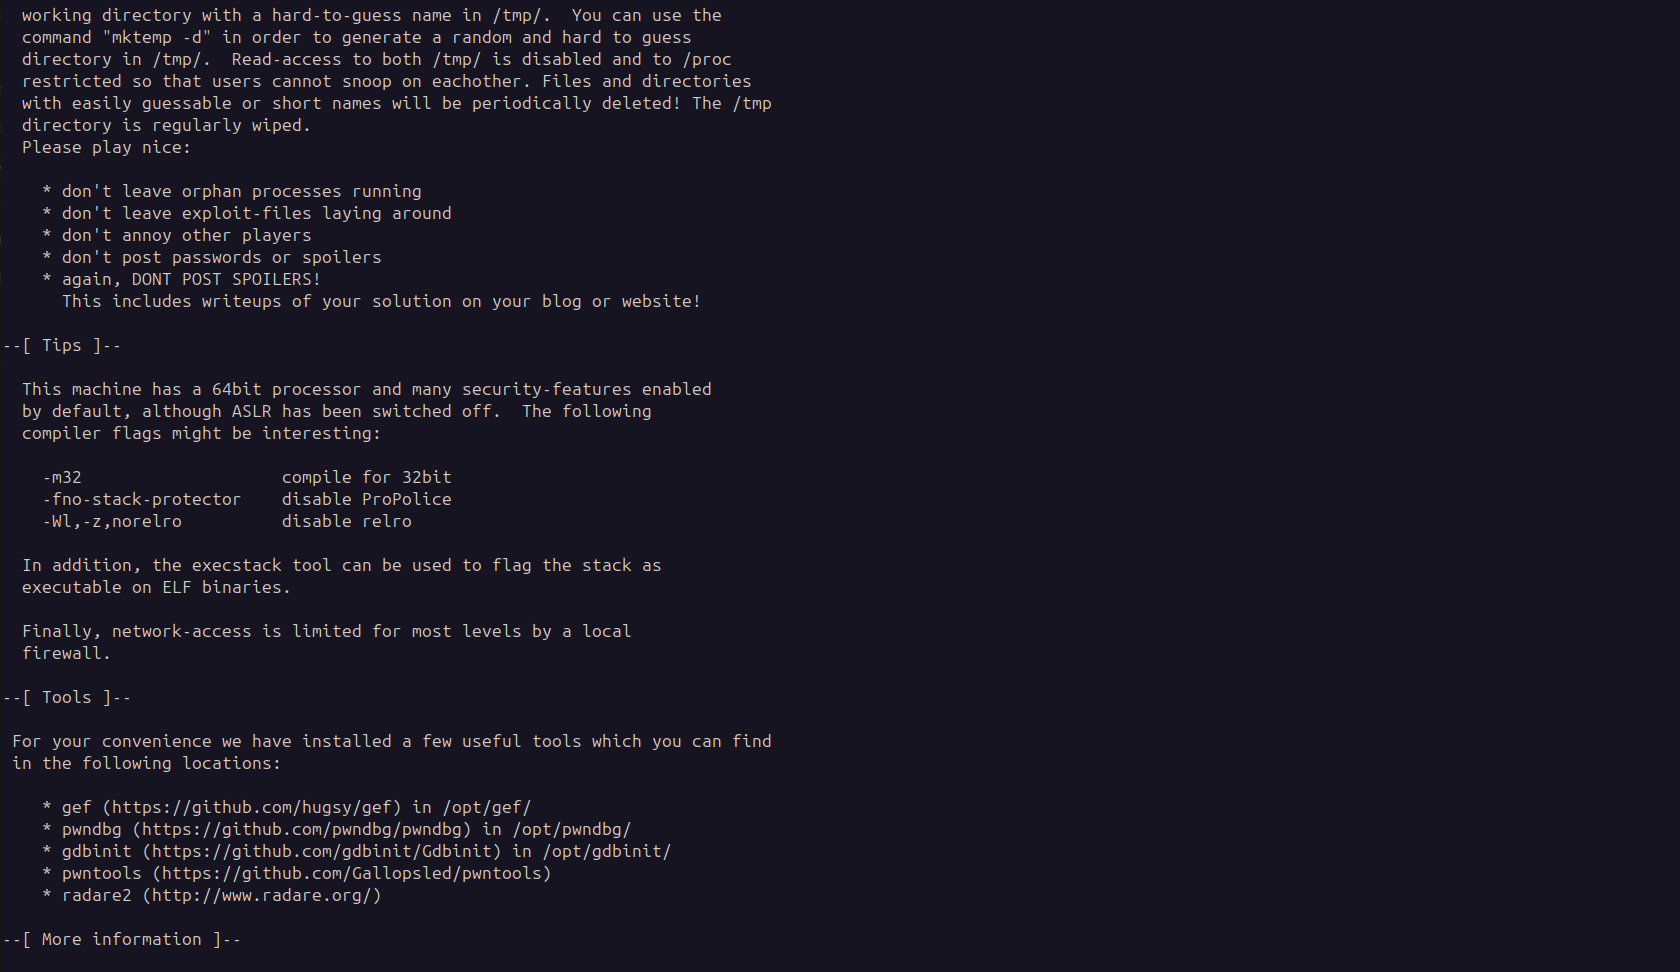 working directory with a hard-to-guess name in /tmp/.  You can use the
command "mktemp -d" in order to generate a random and hard to guess
directory in /tmp/.  Read-access to both /tmp/ is disabled and to /proc
restricted so that users cannot snoop on eachother. Files and directories
with easily guessable or short names will be periodically deleted! The /tmp
directory is regularly wiped.
Please play nice:
* don't leave orphan processes running
* don't leave exploit-files laying around
* don't annoy other players
* don't post passwords or spoilers
* again, DONT POST SPOILERS!
This includes writeups of your solution on your blog or website!
--[ Tips ]--
This machine has a 64bit processor and many security-features enabled
by default, although ASLR has been switched off.  The following
compiler flags might be interesting:
-m32                    compile for 32bit
-fno-stack-protector    disable ProPolice
-Wl,-z,norelro          disable relro
In addition, the execstack tool can be used to flag the stack as
executable on ELF binaries.
Finally, network-access is limited for most levels by a local
firewall.
--[ Tools ]--
For your convenience we have installed a few useful tools which you can find
in the following locations:
* gef (https://github.com/hugsy/gef) in /opt/gef/
* pwndbg (https://github.com/pwndbg/pwndbg) in /opt/pwndbg/
* gdbinit (https://github.com/gdbinit/Gdbinit) in /opt/gdbinit/
* pwntools (https://github.com/Gallopsled/pwntools)
* radare2 (http://www.radare.org/)
--[ More information ]--